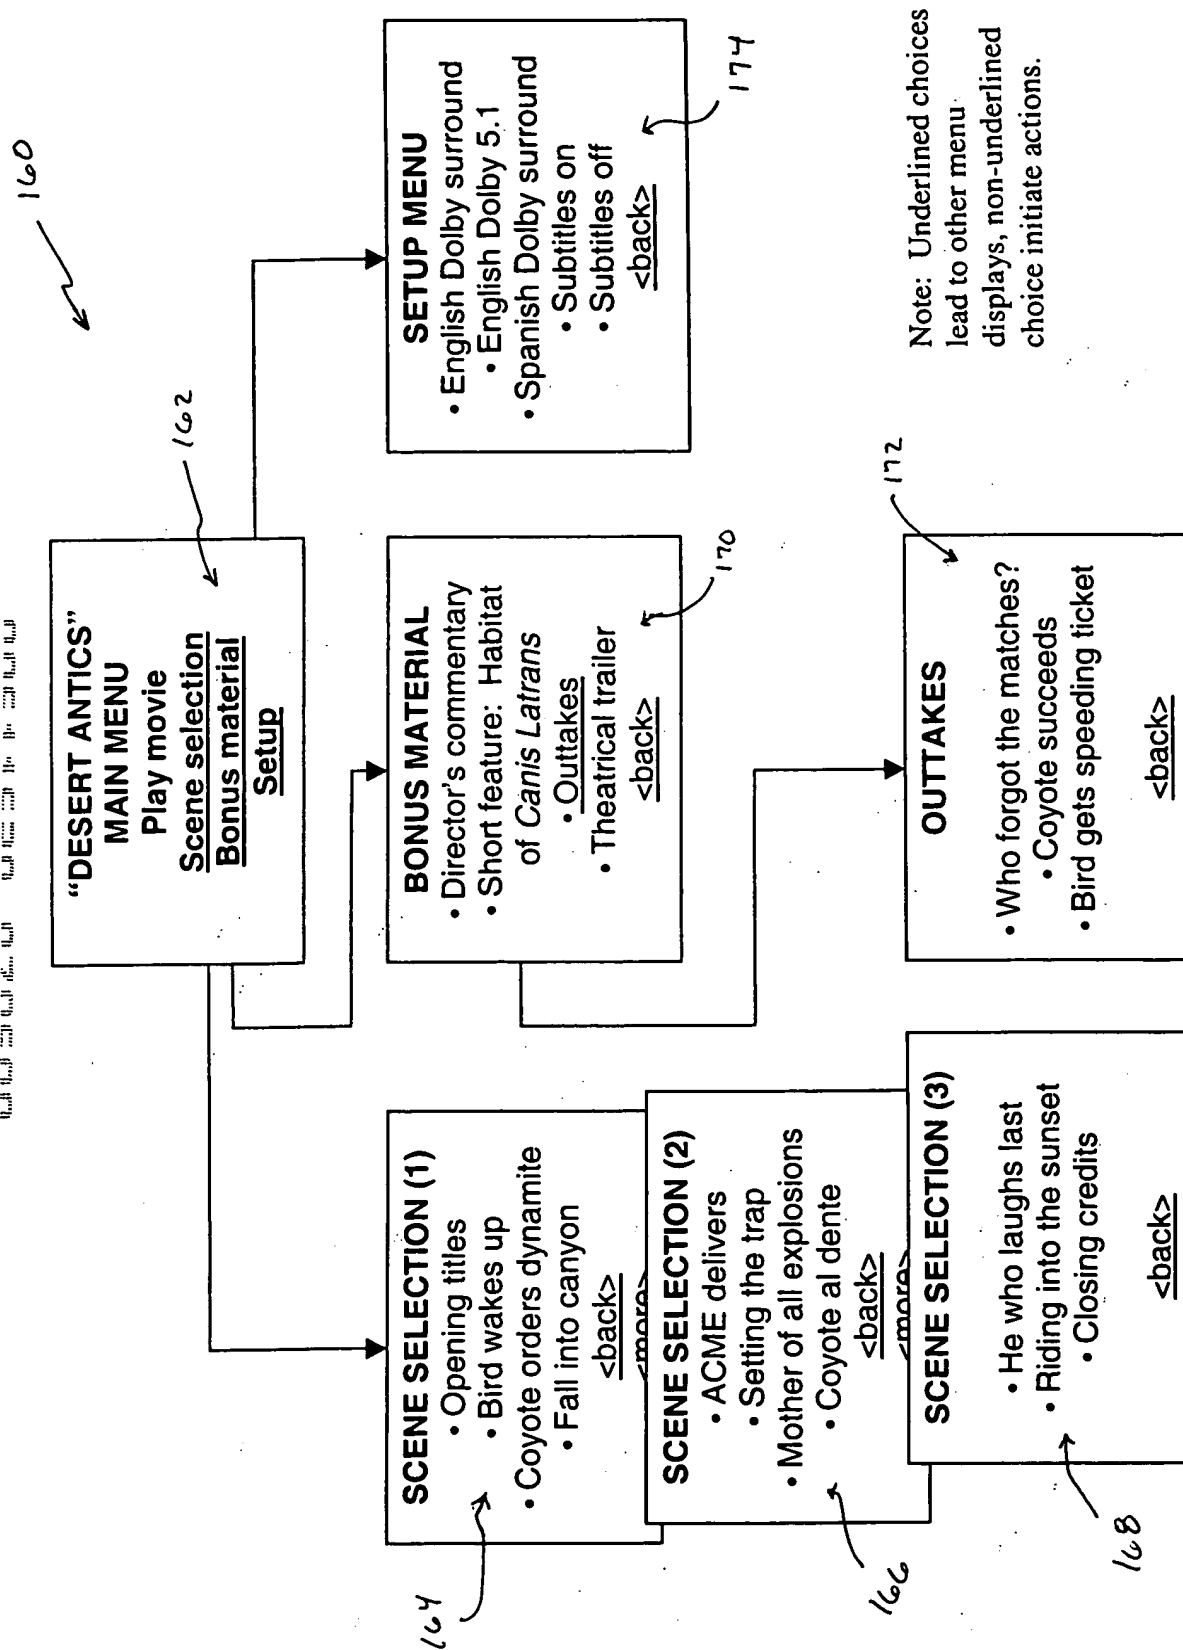 160
"DESERT ANTICS"
MAIN MENU
Play movie
Scene selection
Bonus material
Setup
162
SCENE SELECTION (1)
• Opening titles
• Bird wakes up
• Coyote orders dynamite
• Fall into canyon
<back>
<more>
164
SCENE SELECTION (2)
• ACME delivers
• Setting the trap
• Mother of all explosions
• Coyote al dente
<back>
<more>
166
SCENE SELECTION (3)
• He who laughs last
• Riding into the sunset
• Closing credits
<back>
168
BONUS MATERIAL
• Director's commentary
• Short feature: Habitat
of Canis Latrans
• Outtakes
• Theatrical trailer
<back>
170
OUTTAKES
• Who forgot the matches?
• Coyote succeeds
• Bird gets speeding ticket
<back>
172
SETUP MENU
• English Dolby surround
• English Dolby 5.1
• Spanish Dolby surround
• Subtitles on
• Subtitles off
<back>
174
Note: Underlined choices
lead to other menu
displays, non-underlined
choice initiate actions.